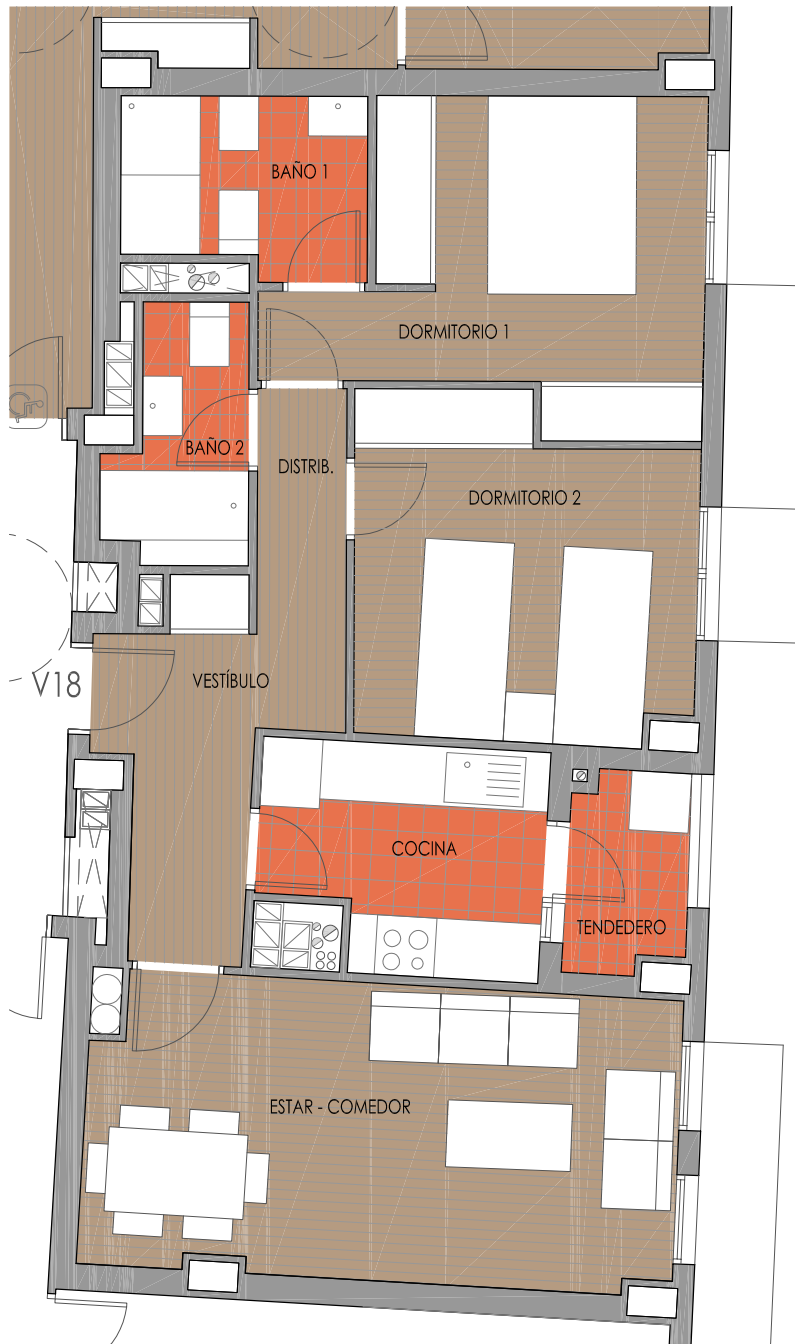 BAÑO 1
DORMITORIO 1
BAÑO 2
DISTRIB.
DORMITORIO 2
VESTÍBULO
V18
COCINA
TENDEDERO
ESTAR - COMEDOR